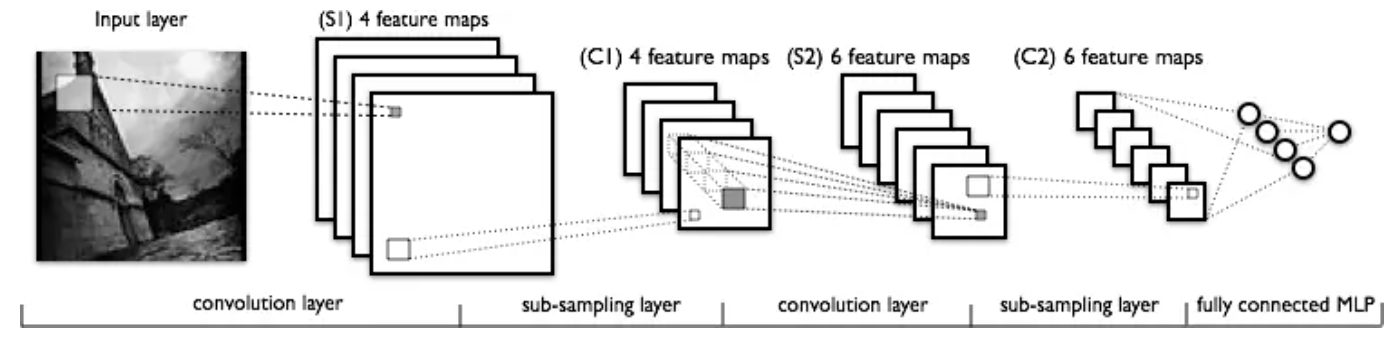 Input layer
(S1) 4 feature maps
(C1) 4 feature maps
(S2) 6 feature maps
(C2) 6 feature maps
convolution layer
sub-sampling layer
convolution layer
sub-sampling layer
fully connected MLP